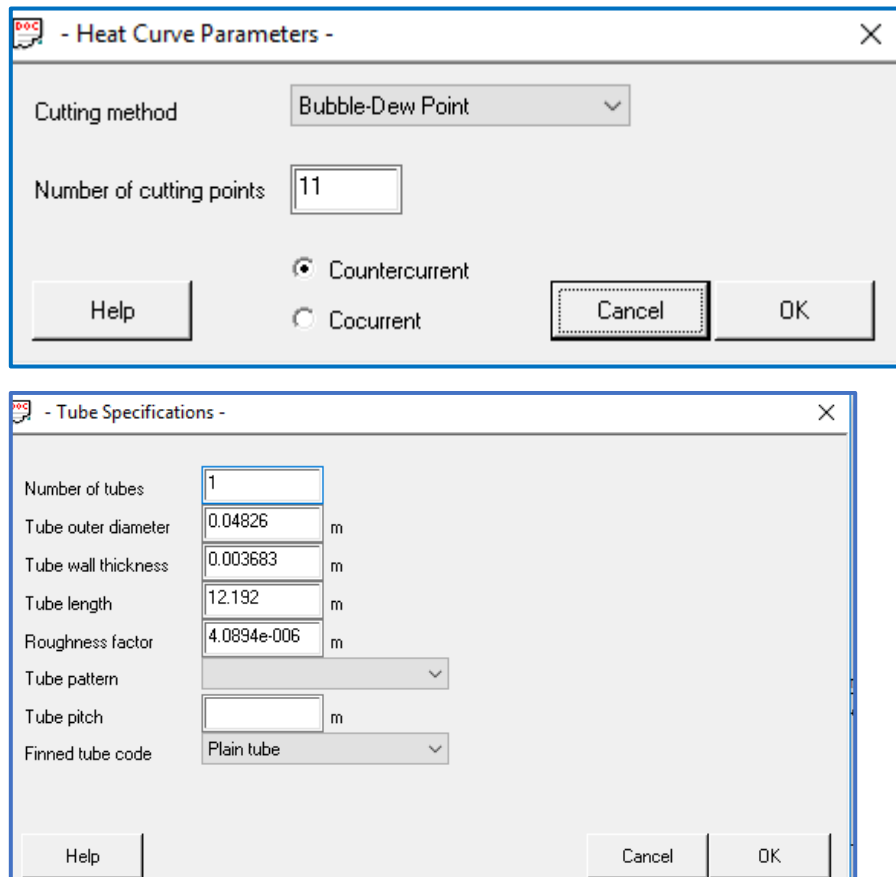 DOC
- Heat Curve Parameters -
Cutting method Bubble-Dew Point
Number of cutting points 11
Countercurrent
Cocurrent
Help Cancel OK
DOC
- Tube Specifications -
Number of tubes 1
Tube outer diameter 0.04826 m
Tube wall thickness 0.003683 m
Tube length 12.192 m
Roughness factor 4.0894e-006 m
Tube pattern
Tube pitch m
Finned tube code Plain tube
Help Cancel OK